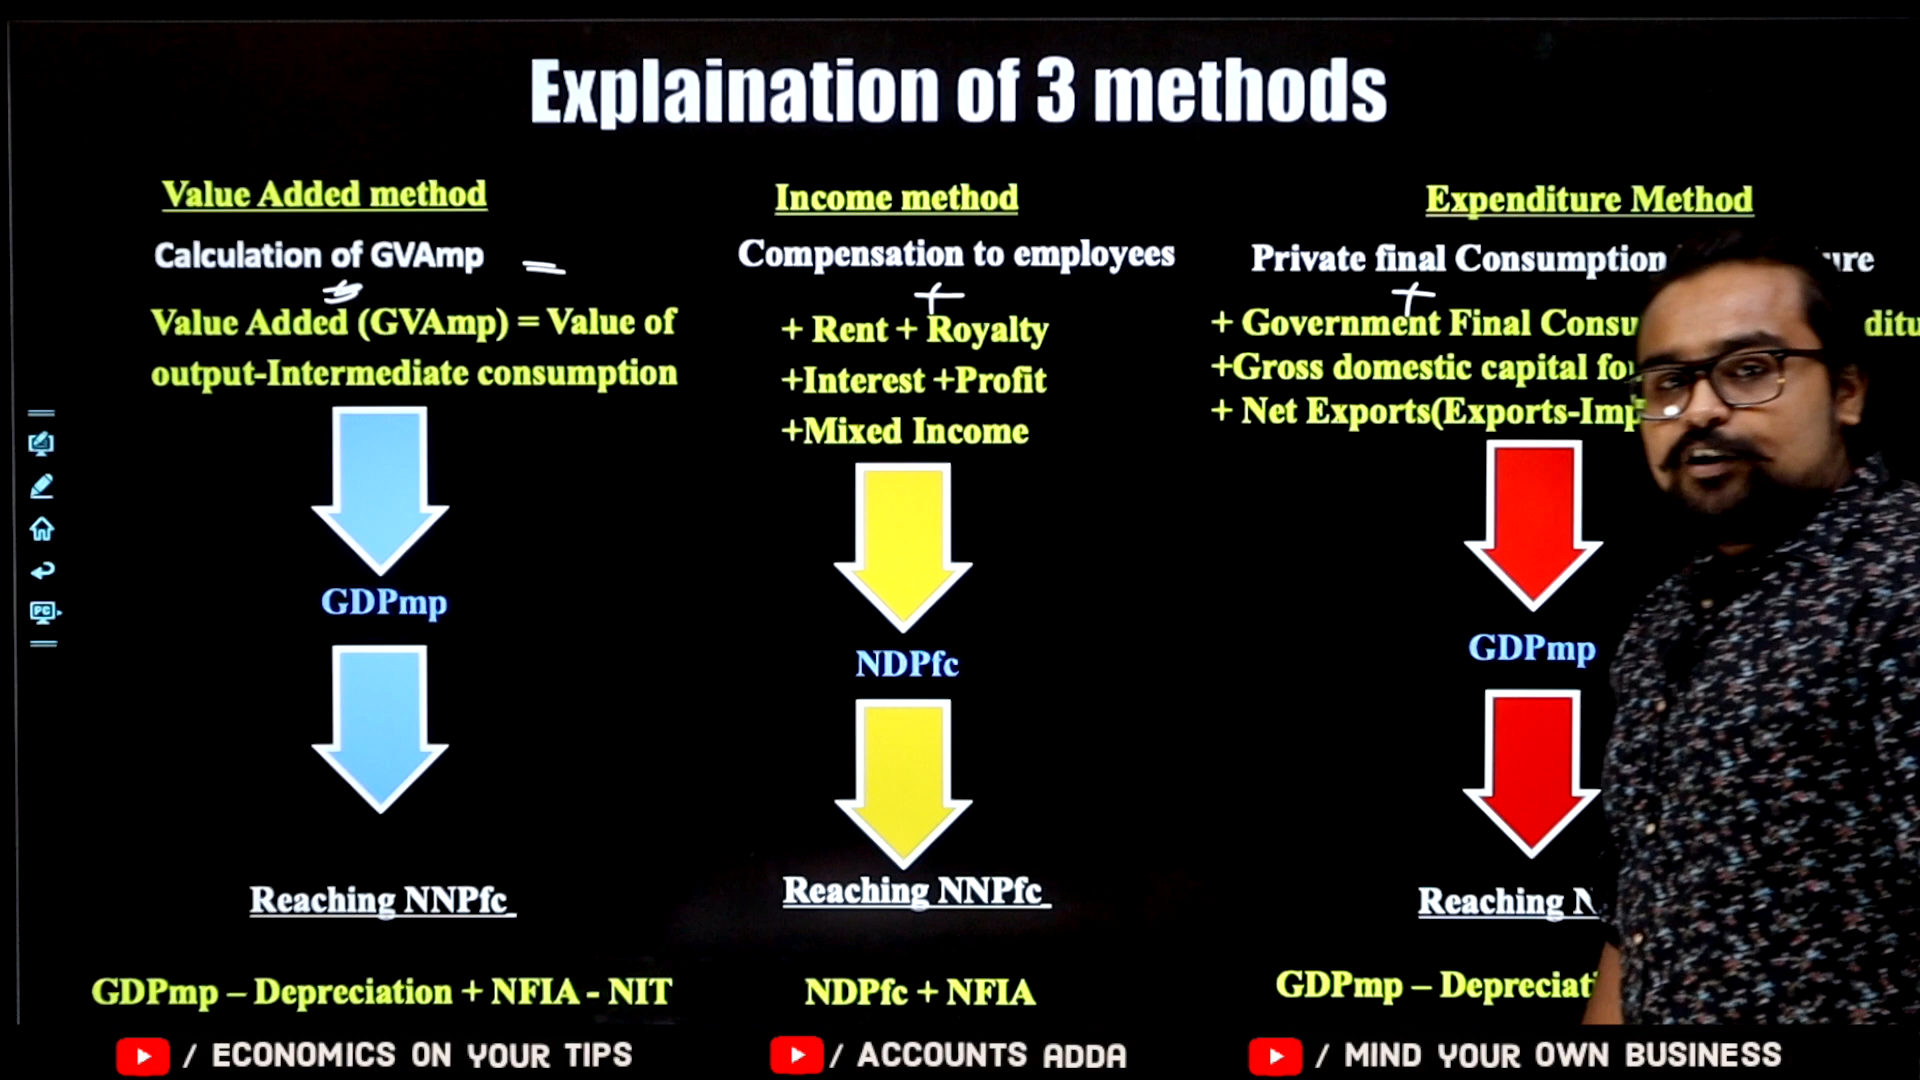 Explaination of 3 methods
Value Added method
Calculation of GVAmp
Value Added (GVAmp) = Value of
output-Intermediate consumption
GDPmp
Reaching NNPfc
GDPmp – Depreciation + NFIA - NIT
Income method
Compensation to employees
+ Rent + Royalty
+Interest +Profit
+Mixed Income
NDPfc
Reaching NNPfc
NDPfc + NFIA
Expenditure Method
Private final Consumption
+ Government Final
+Gross domestic capital
+ Net Exports(Exports-
GDPmp
Reaching
GDPmp –
PC
/ ECONOMICS ON YOUR TIPS
/ ACCOUNTS ADDA
/ MIND YOUR OWN BUSINESS